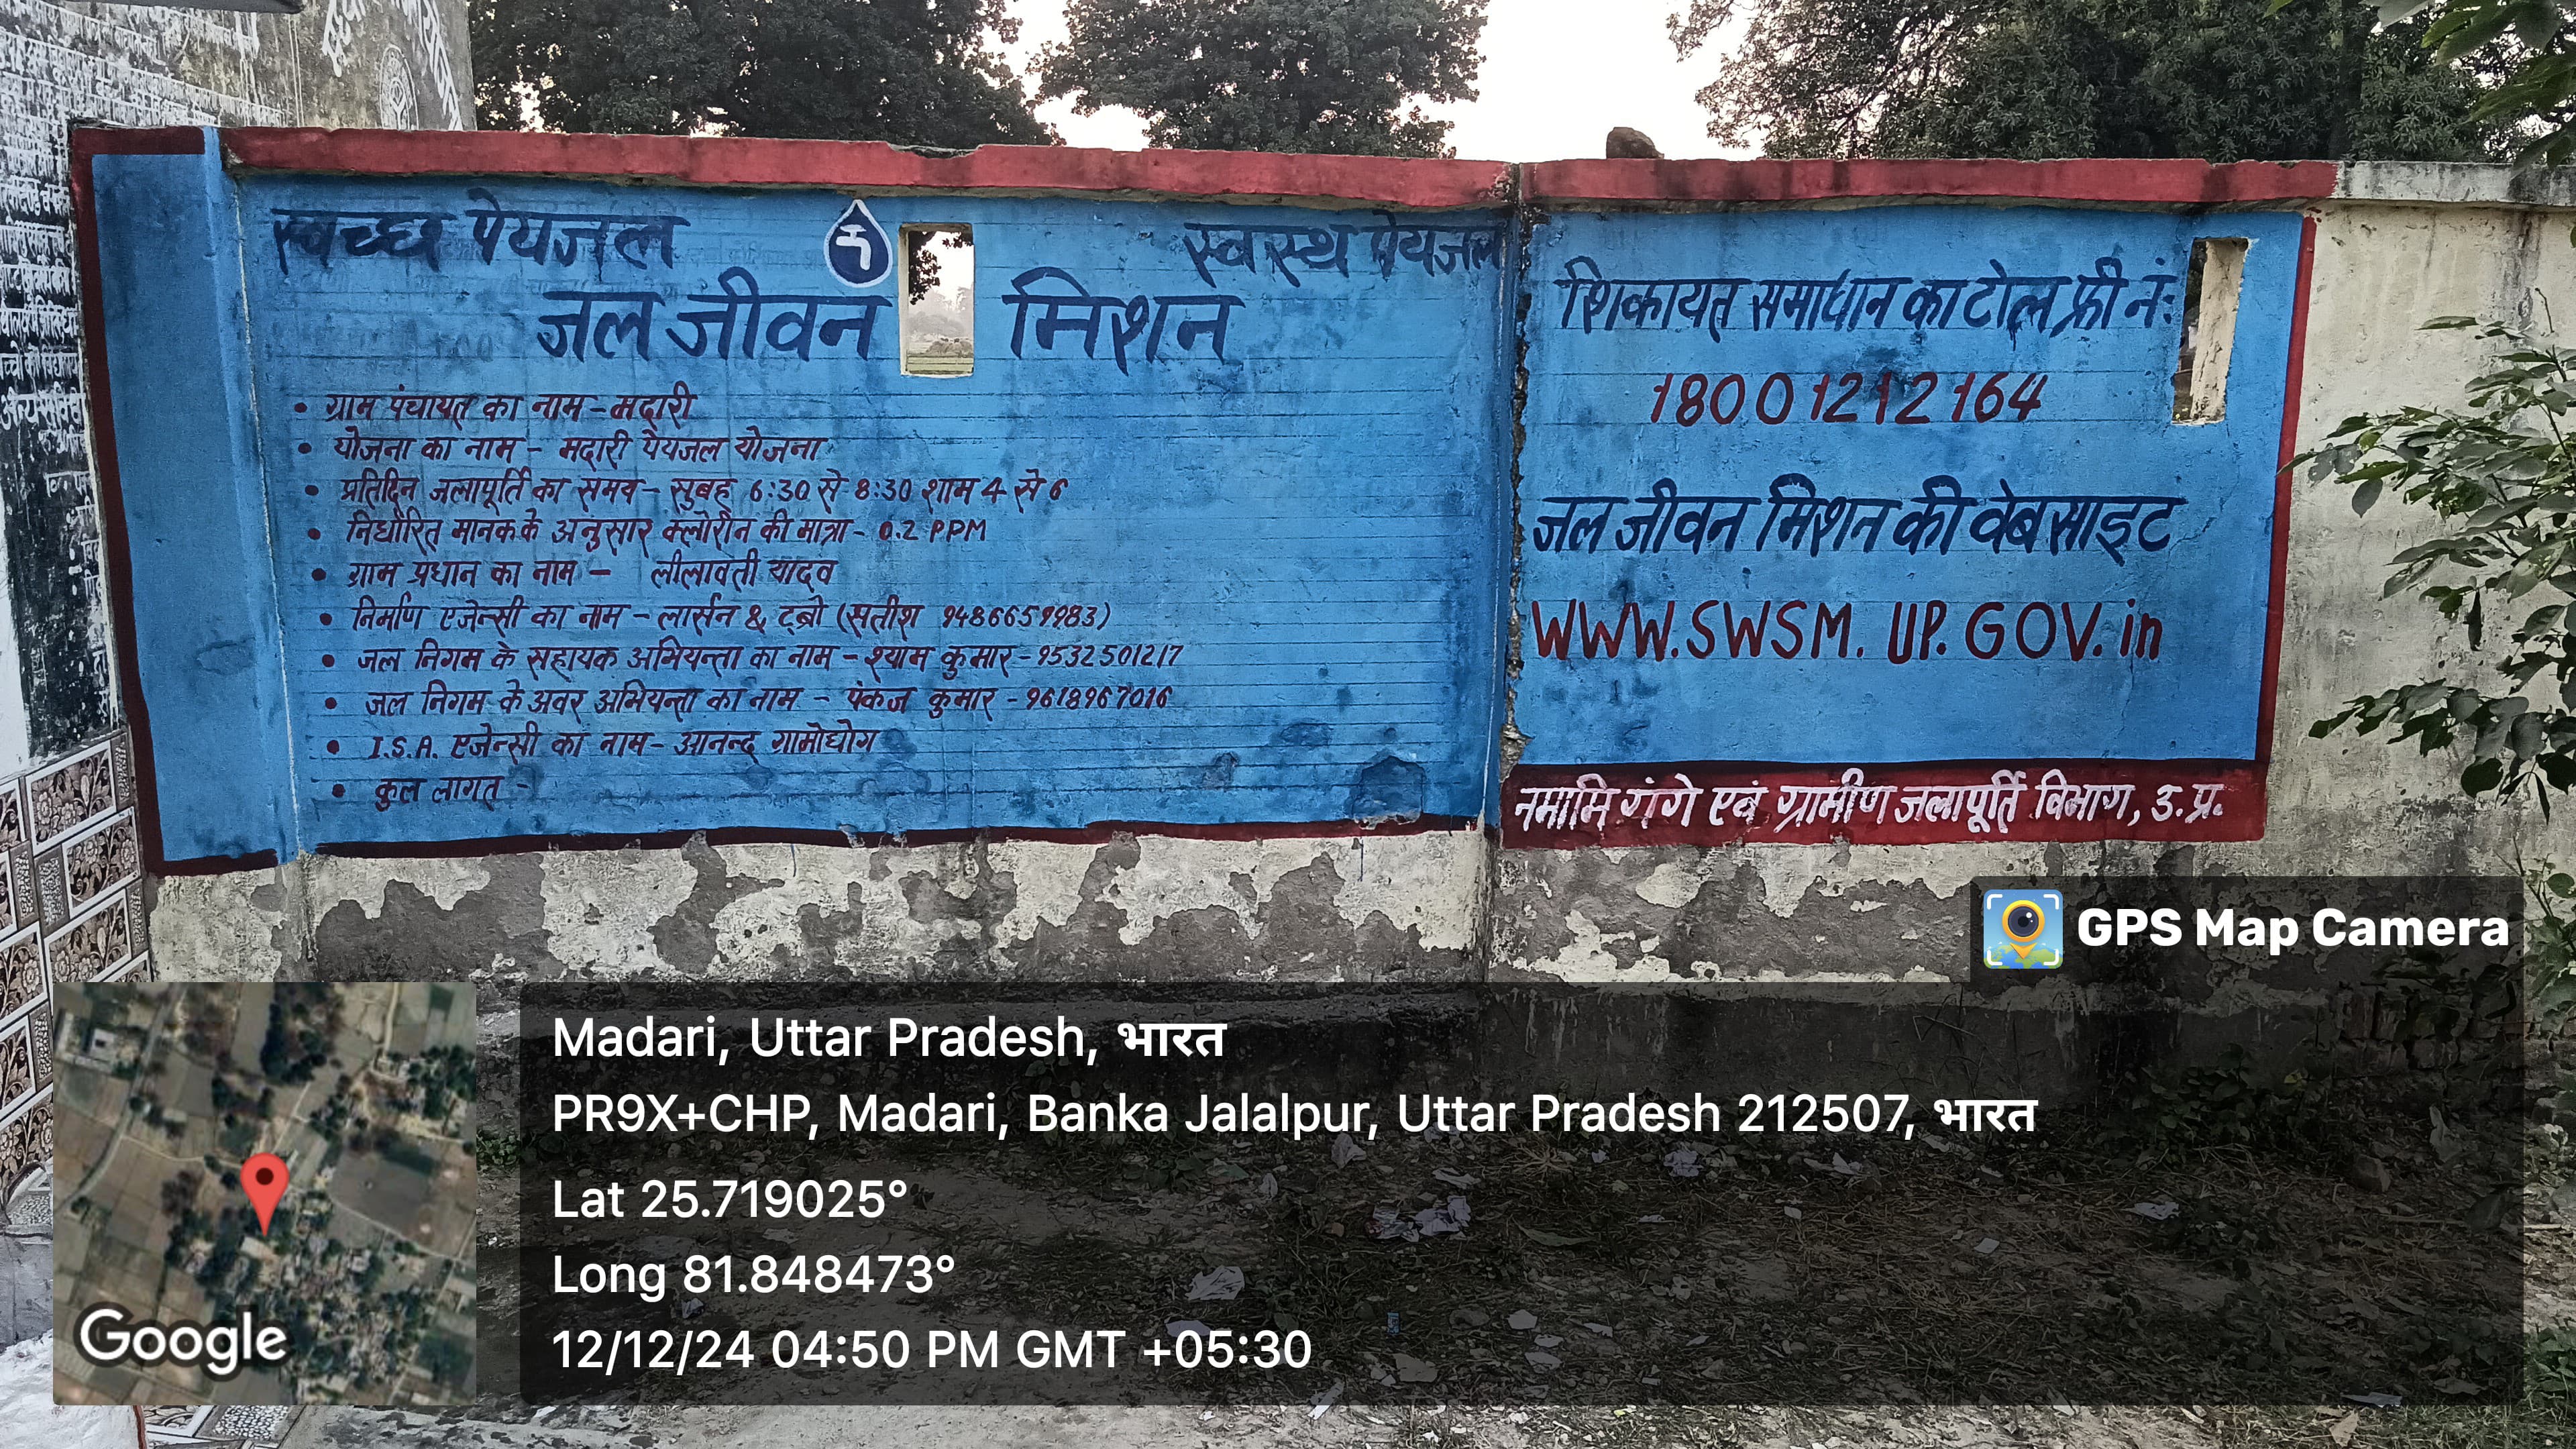 स्वच्छ पेयजल
स्वस्थ पेयजल
जल जीवन मिशन
• ग्राम पंचायत का नाम - मदारी
• योजना का नाम - मदारी पेयजल योजना
• प्रतिदिन जलापूर्ति का समय - सुबह 6:30 से 8:30 शाम 4 से 6
• निर्धारित मानक के अनुसार क्लोरीन की मात्रा - 0.2 PPM
• ग्राम प्रधान का नाम - लीलावती यादव
• निर्माण एजेन्सी का नाम - लार्सन & टूब्रो (सतीश 9486659983)
• जल निगम के सहायक अभियन्ता का नाम - श्याम कुमार - 9532501217
• जल निगम के अवर अभियन्ता का नाम - पंकज कुमार - 9618967016
• I.S.A. एजेन्सी का नाम - आनन्द गामोद्योग
• कुल लागत -
शिकायत समाधान का टोल फ्री नं:
18001212164
जल जीवन मिशन की वेबसाइट
WWW.SWSM.UP.GOV.in
नमामि गंगे एवं ग्रामीण जलापूर्ति विभाग, उ.प्र.
GPS Map Camera
Madari, Uttar Pradesh, भारत
PR9X+CHP, Madari, Banka Jalalpur, Uttar Pradesh 212507, भारत
Lat 25.719025°
Long 81.848473°
12/12/24 04:50 PM GMT +05:30
Google